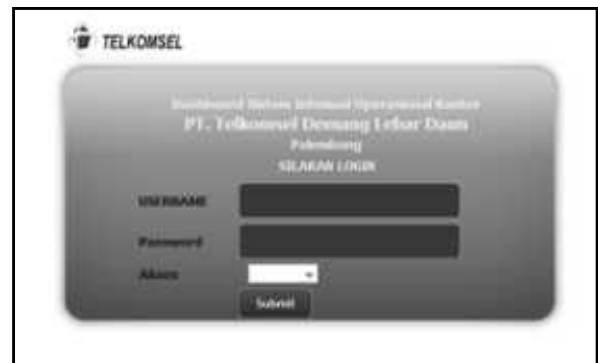 TELKOMSEL
Dashboard Sistem Informasi Operasional Kantor
PT. Telkomsel Demang Lebar Daun
Palembang
SILAKAN LOGIN
USERNAME
Password
Akses
Submit